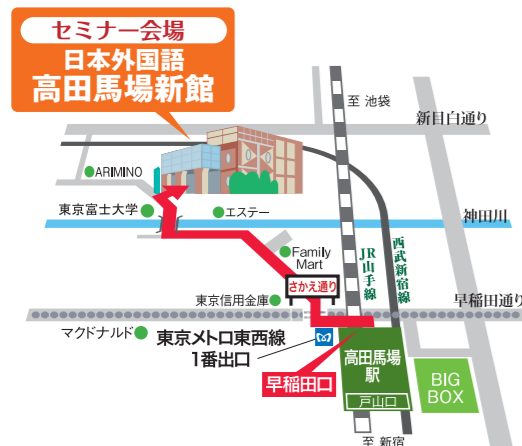 セミナー会場
日本外国語
高田馬場新館
至 池袋
新目白通り
ARIMINO
東京富士大学
エステー
神田川
Family
Mart
JR
山手線
西武新宿線
さかえ通り
東京信用金庫
早稲田通り
マクドナルド
東京メトロ東西線
1番出口
早稲田口
高田馬場
駅
戸山口
BIG
BOX
至 新宿